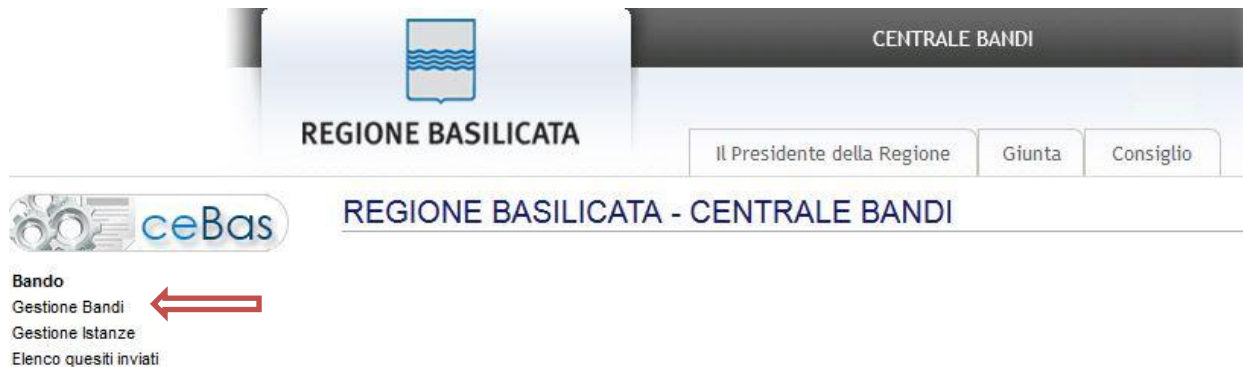 CENTRALE BANDI
REGIONE BASILICATA
Il Presidente della Regione
Giunta
Consiglio
ceBas
REGIONE BASILICATA - CENTRALE BANDI
Bando
Gestione Bandi
Gestione Istanze
Elenco quesiti inviati